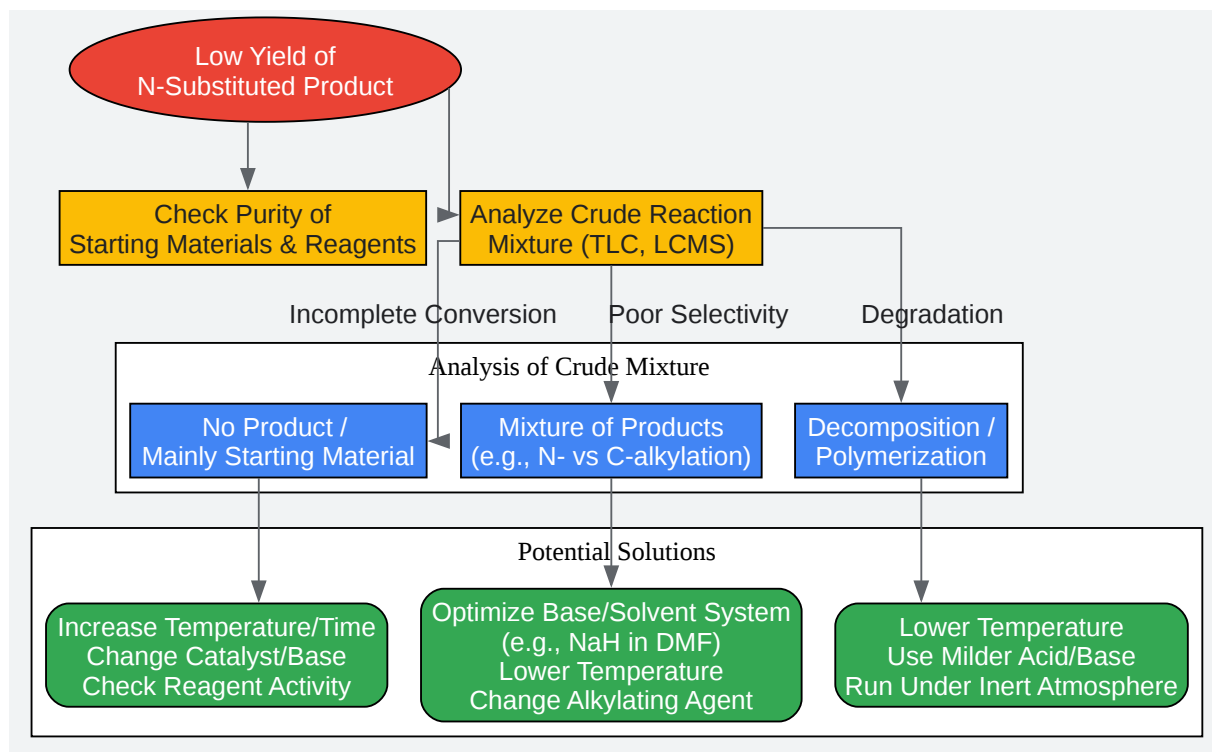 Low Yield of
N-Substituted Product
Check Purity of
Starting Materials & Reagents
Analyze Crude Reaction
Mixture (TLC, LCMS)
Incomplete Conversion
Poor Selectivity
Degradation
Analysis of Crude Mixture
No Product /
Mainly Starting Material
Mixture of Products
(e.g., N- vs C-alkylation)
Decomposition /
Polymerization
Potential Solutions
Increase Temperature/Time
Change Catalyst/Base
Check Reagent Activity
Optimize Base/Solvent System
(e.g., NaH in DMF)
Lower Temperature
Change Alkylating Agent
Lower Temperature
Use Milder Acid/Base
Run Under Inert Atmosphere